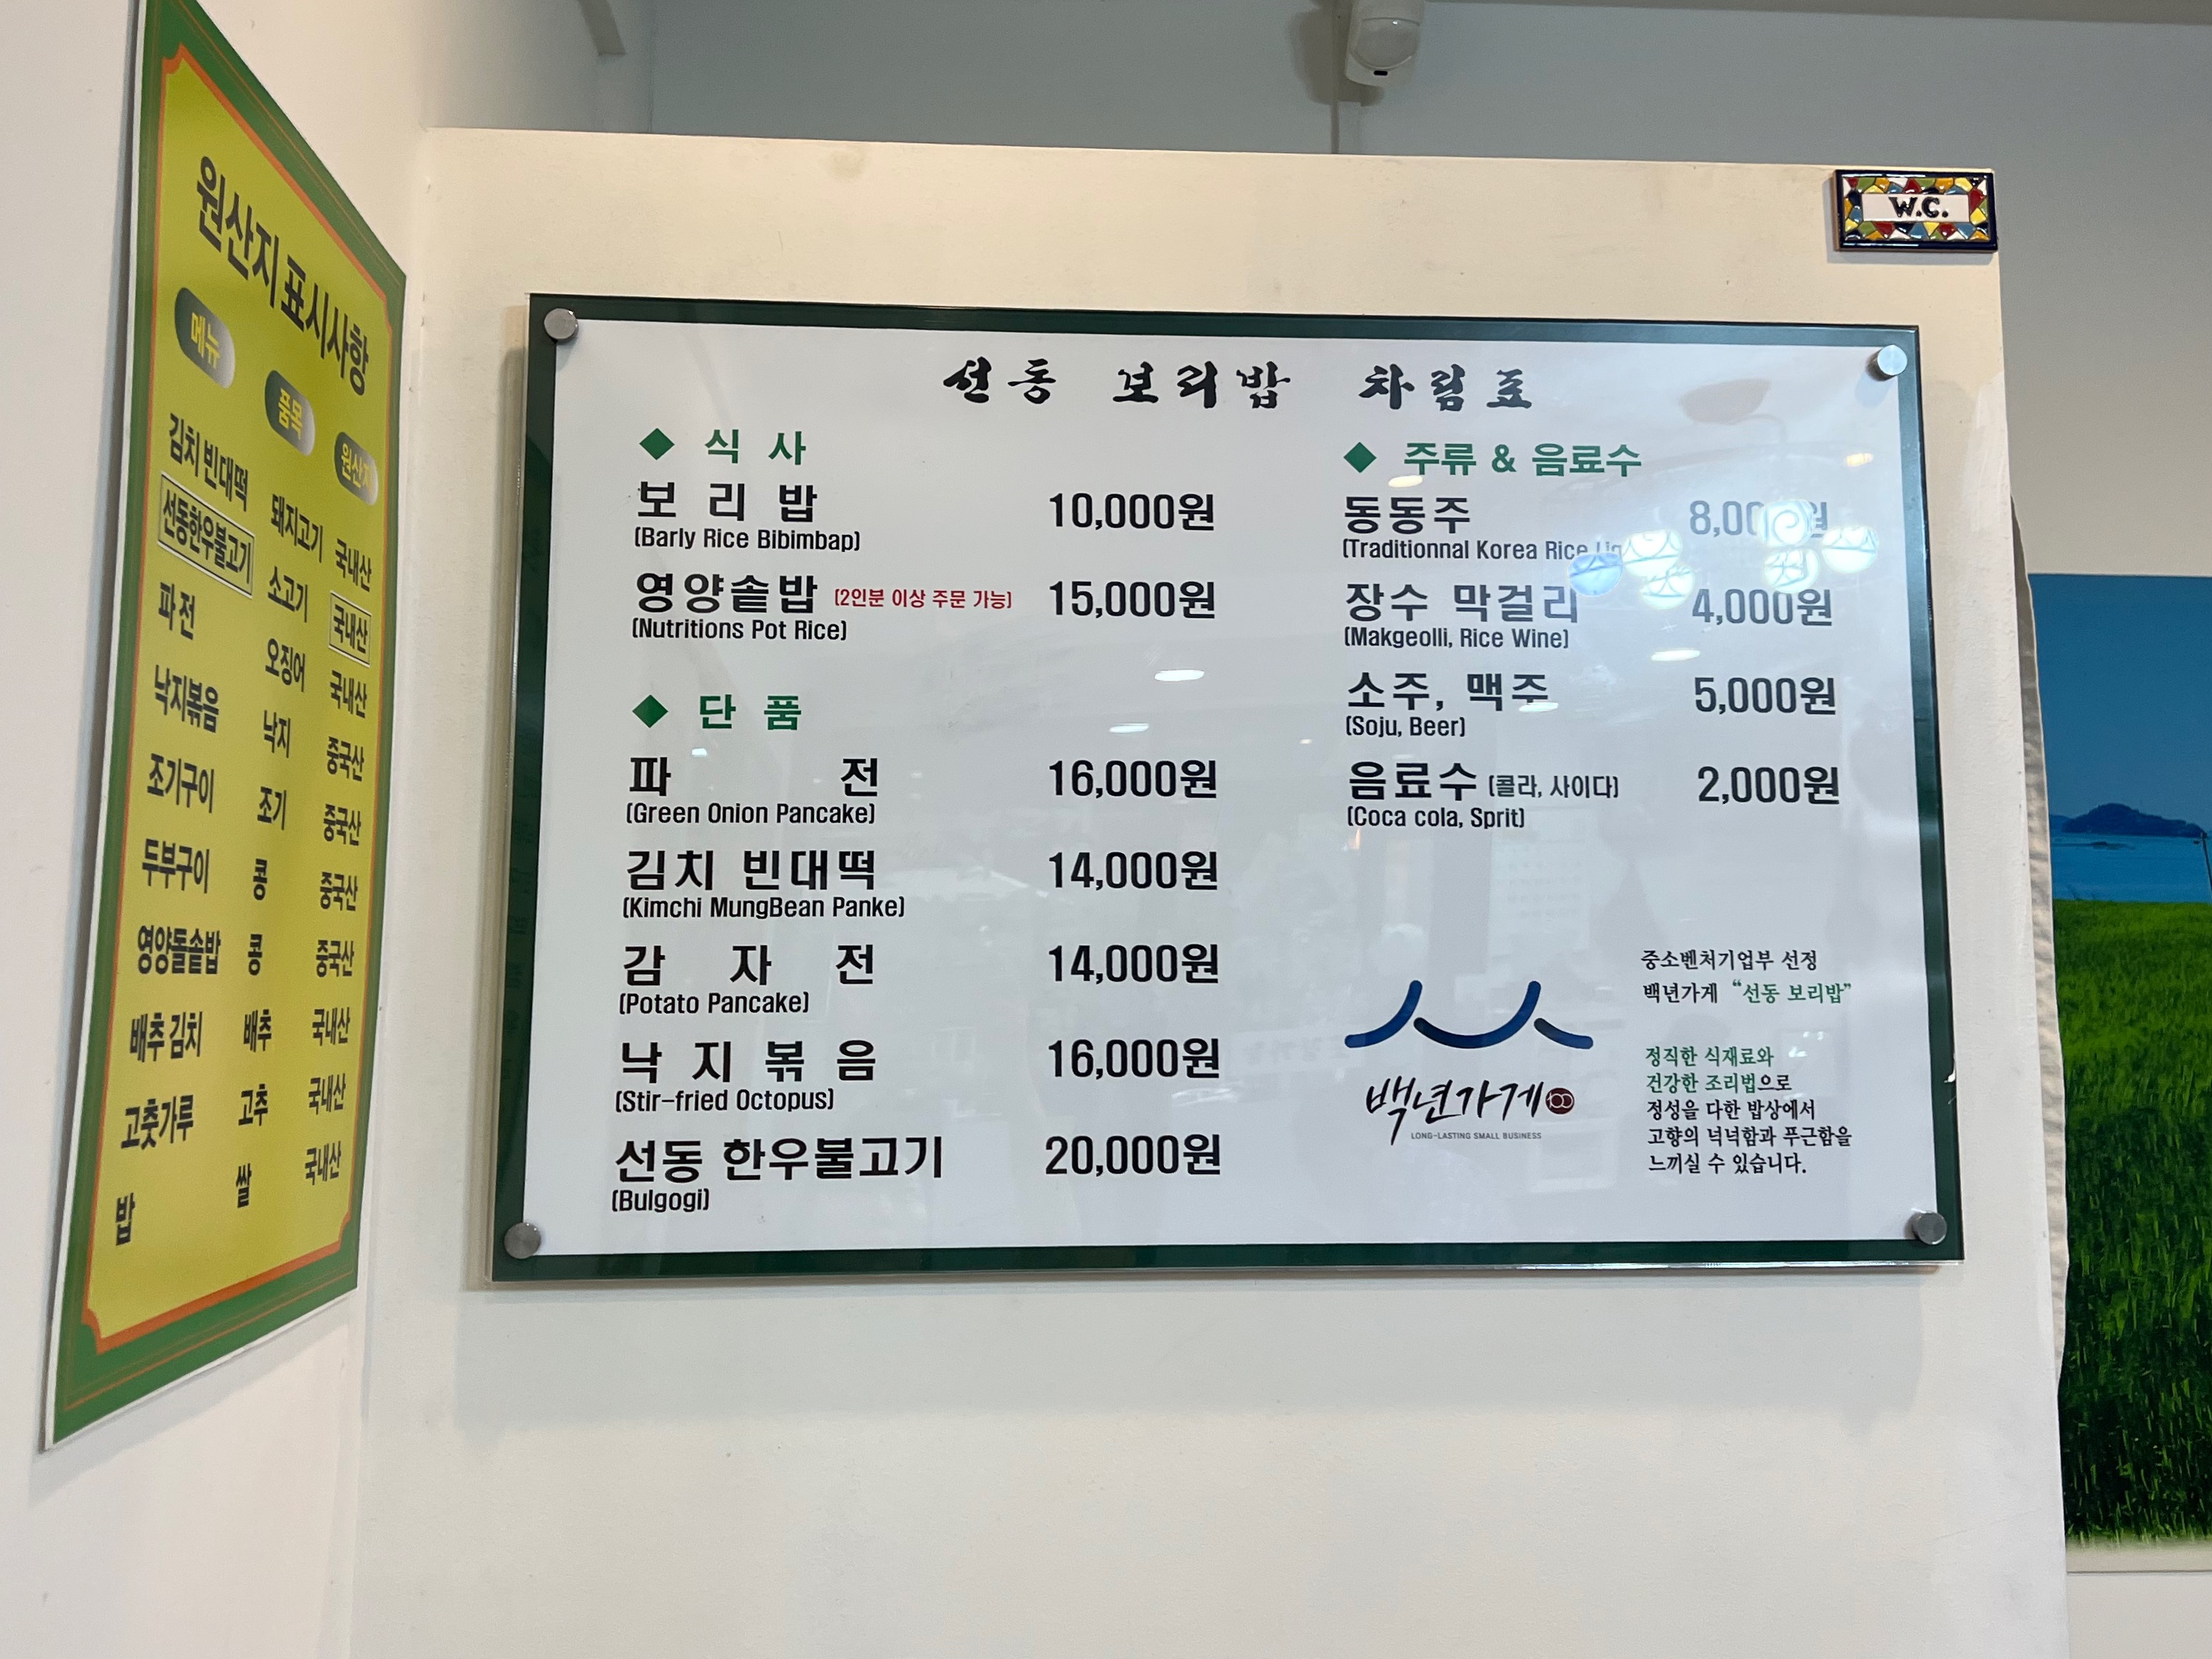 원산지 표시사항
메뉴 품목 원산지
김치 빈대떡 돼지고기 국내산
선동한우불고기 소고기 국내산
파전 오징어 국내산
낙지볶음 낙지 중국산
조기구이 조기 중국산
두부구이 콩 중국산
영양돌솥밥 콩 중국산
배추 김치 배추 국내산
고춧가루 고추 국내산
밥 쌀 국내산
W.C.
선동 보리밥 차림표
◆ 식 사
보 리 밥 10,000원
(Barly Rice Bibimbap)
영양솥밥 (2인분 이상 주문 가능) 15,000원
(Nutritions Pot Rice)
◆ 단 품
파 전 16,000원
(Green Onion Pancake)
김치 빈대떡 14,000원
(Kimchi MungBean Panke)
감 자 전 14,000원
(Potato Pancake)
낙 지 볶 음 16,000원
(Stir-fried Octopus)
선동 한우불고기 20,000원
(Bulgogi)
◆ 주류 & 음료수
동동주 8,00원
(Traditionnal Korea Rice
장수 막걸리 4,000원
(Makgeolli, Rice Wine)
소주, 맥주 5,000원
(Soju, Beer)
음료수 (콜라, 사이다) 2,000원
(Coca cola, Sprit)
백년가게 100
LONG-LASTING SMALL BUSINESS
중소벤처기업부 선정
백년가게 “선동 보리밥”
정직한 식재료와
건강한 조리법으로
정성을 다한 밥상에서
고향의 넉넉함과 푸근함을
느끼실 수 있습니다.